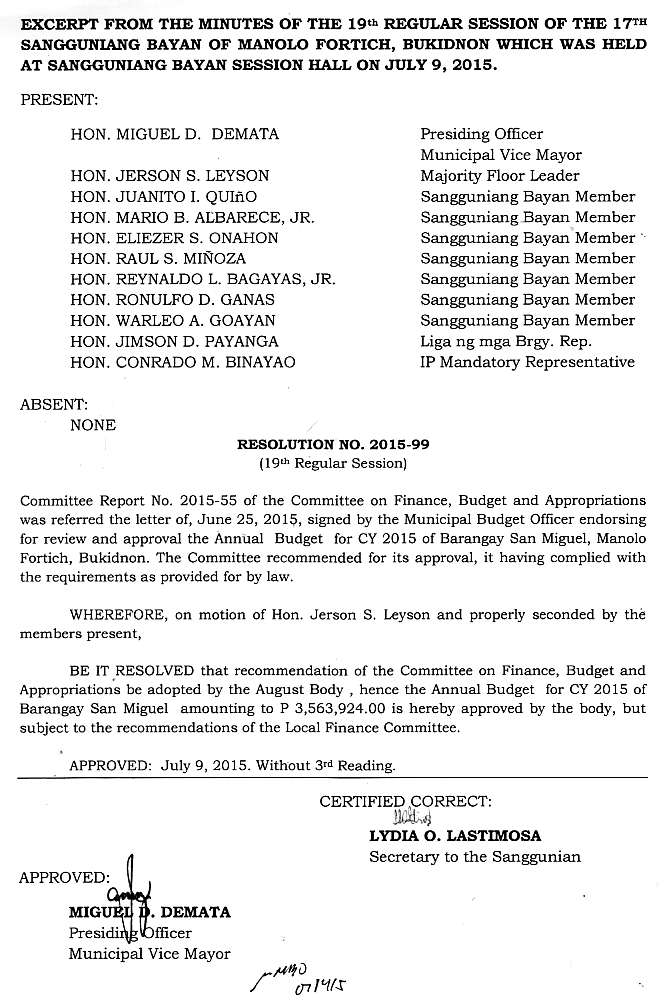 EXCERPT FROM THE MINUTES OF THE 19th REGULAR SESSION OF THE 17TH
SANGGUNIANG BAYAN OF MANOLO FORTICH, BUKIDNON WHICH WAS HELD
AT SANGGUNIANG BAYAN SESSION HALL ON JULY 9, 2015.
PRESENT:
HON. MIGUEL D. DEMATA Presiding Officer
Municipal Vice Mayor
HON. JERSON S. LEYSON Majority Floor Leader
HON. JUANITO I. QUIñO Sangguniang Bayan Member
HON. MARIO B. ALBARECE, JR. Sangguniang Bayan Member
HON. ELIEZER S. ONAHON Sangguniang Bayan Member
HON. RAUL S. MIÑOZA Sangguniang Bayan Member
HON. REYNALDO L. BAGAYAS, JR. Sangguniang Bayan Member
HON. RONULFO D. GANAS Sangguniang Bayan Member
HON. WARLEO A. GOAYAN Sangguniang Bayan Member
HON. JIMSON D. PAYANGA Liga ng mga Brgy. Rep.
HON. CONRADO M. BINAYAO IP Mandatory Representative
ABSENT:
NONE
RESOLUTION NO. 2015-99
(19th Regular Session)
Committee Report No. 2015-55 of the Committee on Finance, Budget and Appropriations
was referred the letter of, June 25, 2015, signed by the Municipal Budget Officer endorsing
for review and approval the Annual Budget for CY 2015 of Barangay San Miguel, Manolo
Fortich, Bukidnon. The Committee recommended for its approval, it having complied with
the requirements as provided for by law.
WHEREFORE, on motion of Hon. Jerson S. Leyson and properly seconded by the
members present,
BE IT RESOLVED that recommendation of the Committee on Finance, Budget and
Appropriations be adopted by the August Body , hence the Annual Budget for CY 2015 of
Barangay San Miguel amounting to P 3,563,924.00 is hereby approved by the body, but
subject to the recommendations of the Local Finance Committee.
APPROVED: July 9, 2015. Without 3rd Reading.
CERTIFIED CORRECT:
LYDIA O. LASTIMOSA
Secretary to the Sanggunian
APPROVED:
MIGUEL D. DEMATA
Presiding Officer
Municipal Vice Mayor